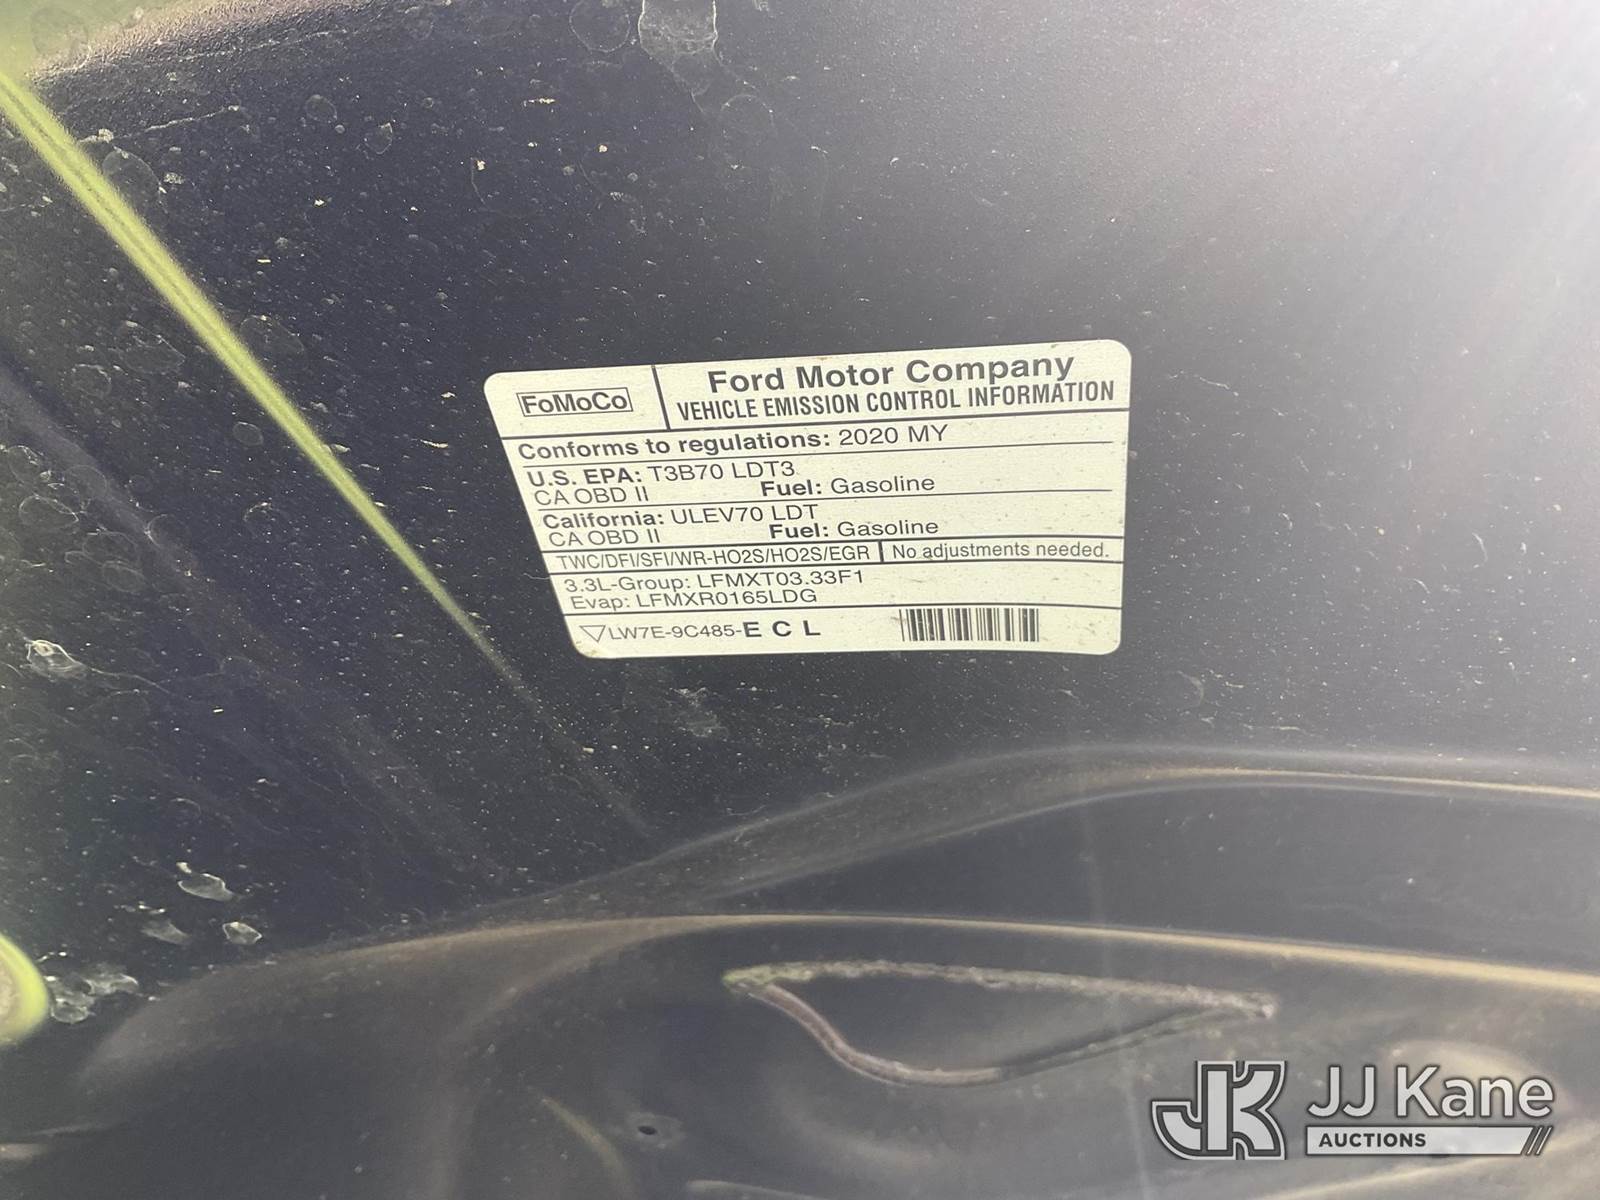 FoMoCo
Ford Motor Company
VEHICLE EMISSION CONTROL INFORMATION
Conforms to regulations: 2020 MY
U.S. EPA: T3B70 LDT3
CA OBD II Fuel: Gasoline
California: ULEV70 LDT
CA OBD II Fuel: Gasoline
TWC/DFI/SFI/WR-HO2S/HO2S/EGR No adjustments needed.
3.3L-Group: LFMXT03.33F1
Evap: LFMXR0165LDG
LW7E-9C485-E C L
JK JJ Kane
AUCTIONS